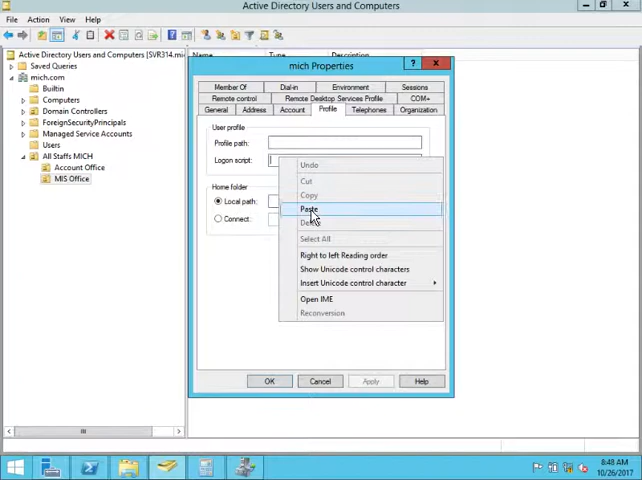 Active Directory Users and Computers
File Action View Help
Active Directory Users and Computers [SVR314.mi
Saved Queries
mich.com
Builtin
Computers
Domain Controllers
ForeignSecurityPrincipals
Managed Service Accounts
Users
All Staffs MICH
Account Office
MIS Office
Name Type Description
mich Properties
? x
Member Of Dial-in Environment Sessions
Remote control Remote Desktop Services Profile COM+
General Address Account Profile Telephones Organization
User profile
Profile path:
Logon script:
Home folder
Local path:
Connect:
Undo
Cut
Copy
Paste
Select All
Right to left Reading order
Show Unicode control characters
Insert Unicode control character
Open IME
Reconversion
OK Cancel Apply Help
8:48 AM
10/26/2017